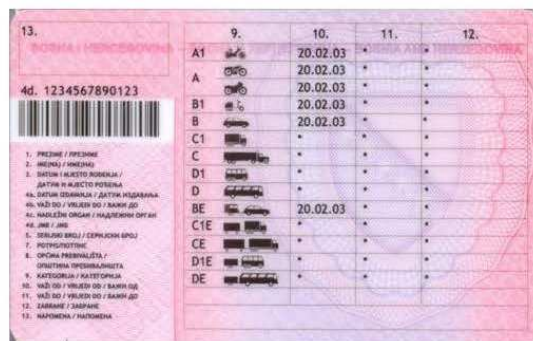 13.
9. 10. 11. 12.
BOSNA I HERCEGOVINA
A1 20.02.03 * *
A 20.02.03 * *
20.02.03 * *
4d. 1234567890123
B1 20.02.03 * *
B 20.02.03 * *
C1 * * *
C * * *
D1 * * *
D * * *
BE 20.02.03 * *
C1E * * *
CE * * *
D1E * * *
DE * * *
1. PREZIME / ПРЕЗИМЕ
2. IME(NA) / ИМЕ(НА)
3. DATUM I MJESTO ROĐENJA /
ДАТУМ И МЈЕСТО РОЂЕЊА
4a. DATUM IZDAVANJA / ДАТУМ ИЗДАВАЊА
4b. VAŽI DO / VRIJEDI DO / ВАЖИ ДО
4c. NADLEŽNI ORGAN / НАДЛЕЖНИ ОРГАН
4d. JMB / ЈМБ
5. SERIJSKI BROJ / СЕРИЈСКИ БРОЈ
7. POTPIS/ПОТПИС
8. OPĆINA PREBIVALIŠTA /
ОПШТИНА ПРЕБИВАЛИШТА
9. KATEGORIJA / КАТЕГОРИЈА
10. VAŽI OD / VRIJEDI OD / ВАЖИ ОД
11. VAŽI DO / VRIJEDI DO / ВАЖИ ДО
12. ZABRANE / ЗАБРАНЕ
13. NAPOMENA / НАПОМЕНА